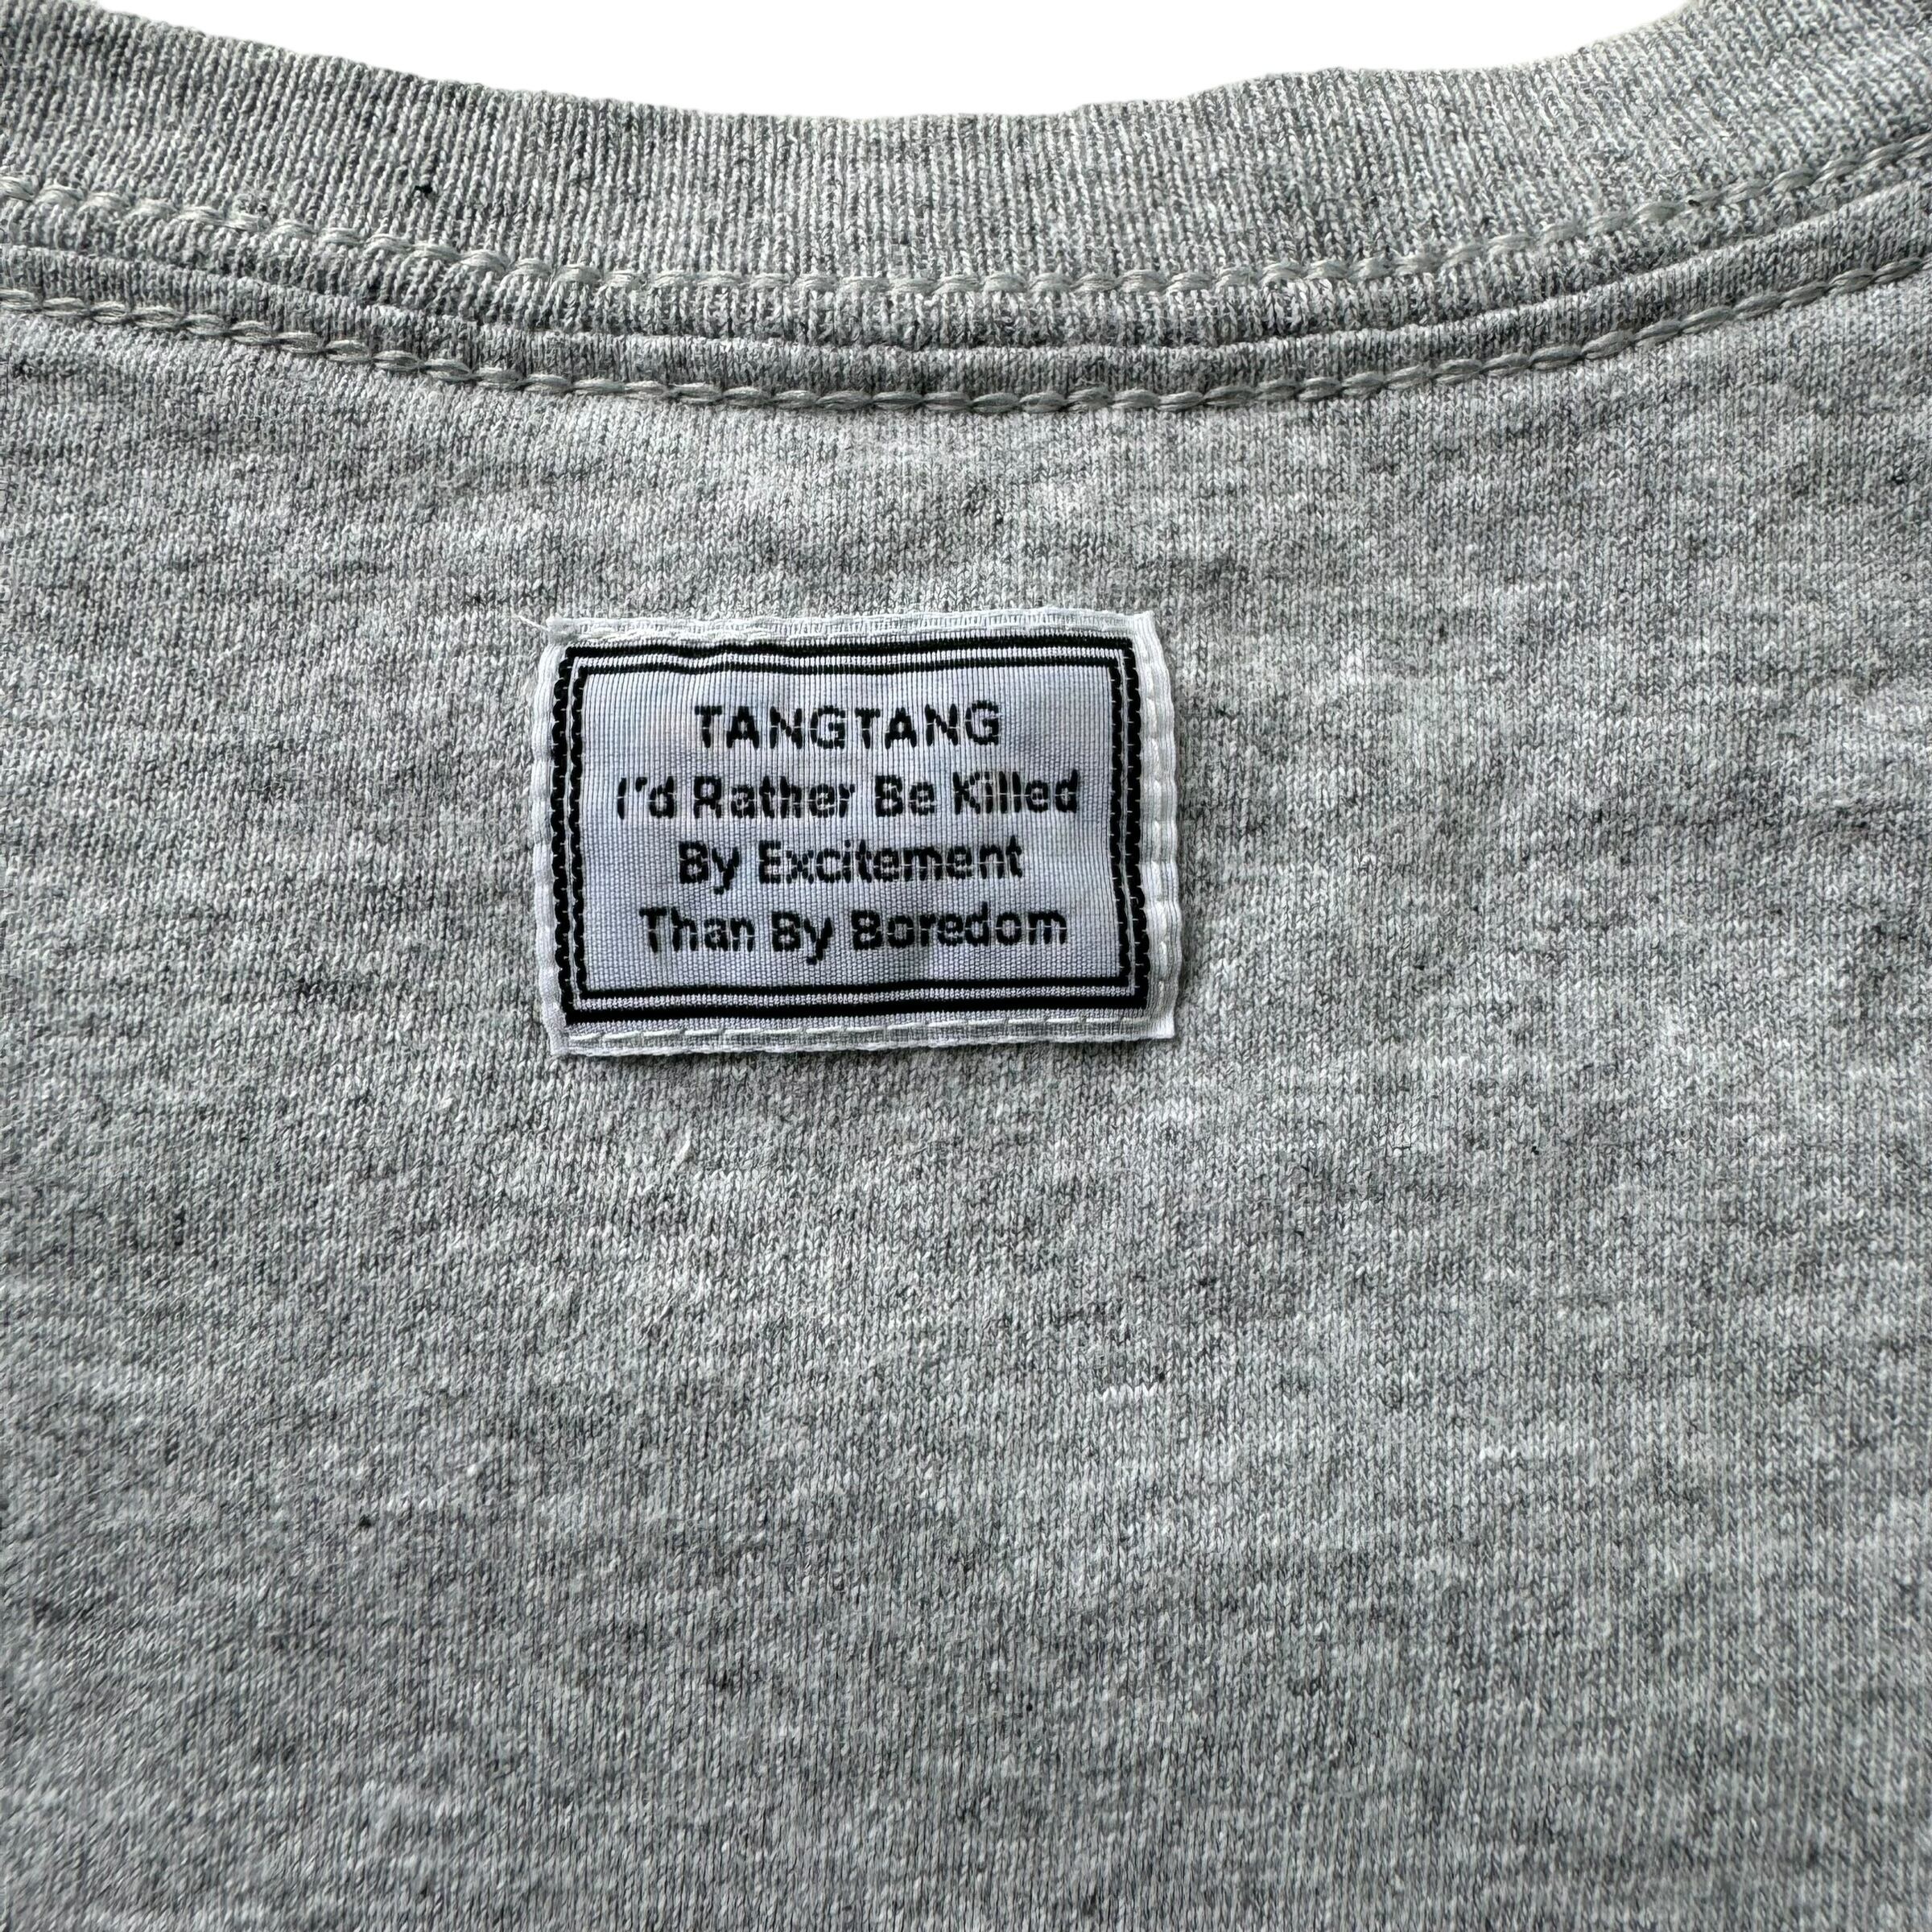 TANGTANG
I'd Rather Be Killed
By Excitement
Than By Boredom